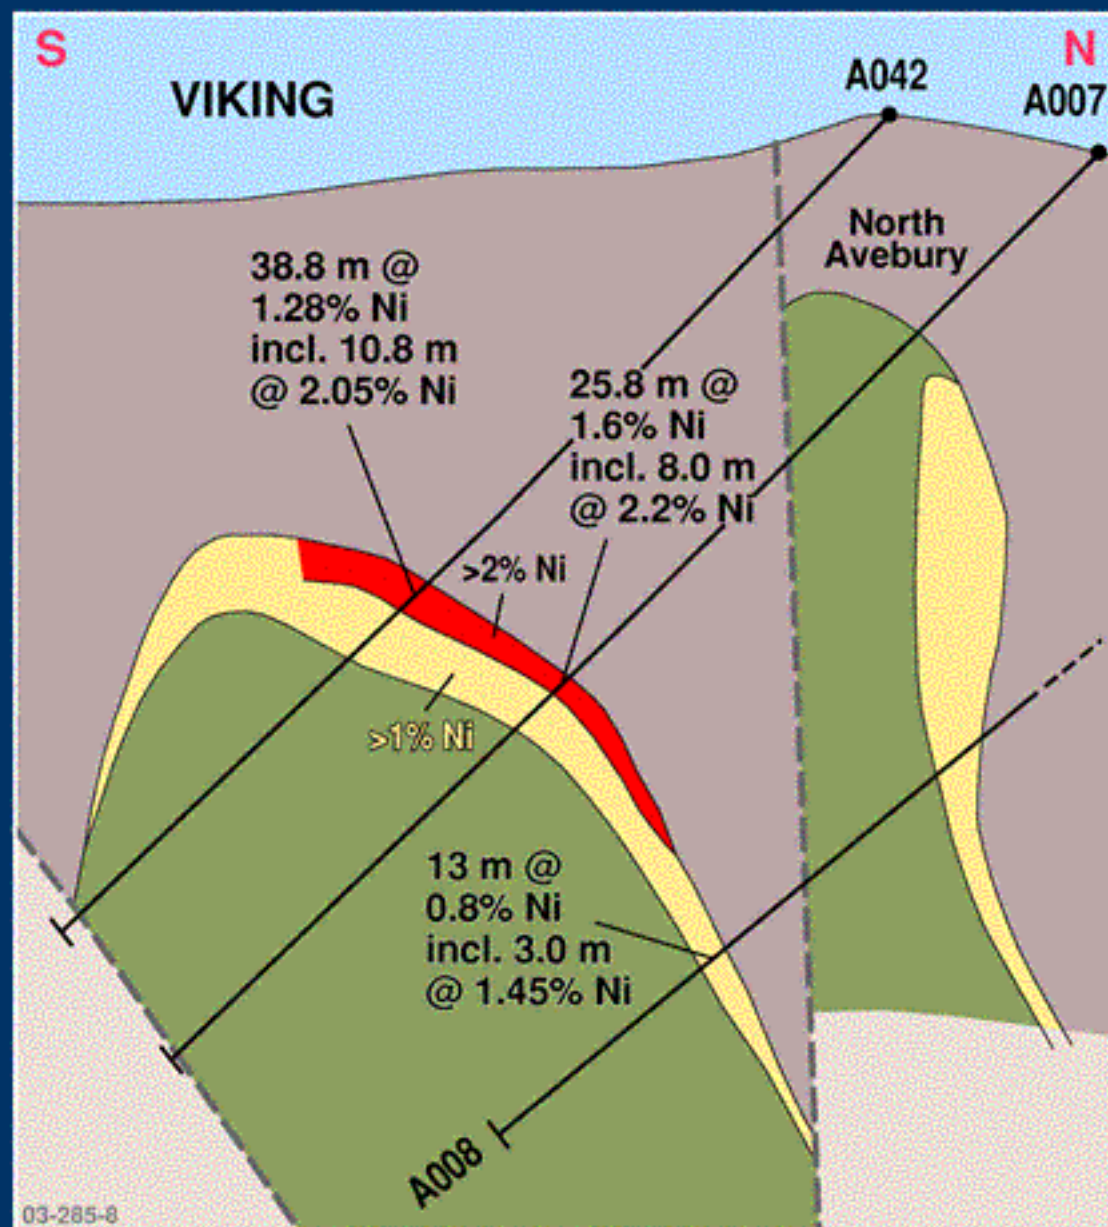 S
N
VIKING
A042
A007
North
Avebury
38.8 m @
1.28% Ni
incl. 10.8 m
@ 2.05% Ni
25.8 m @
1.6% Ni
incl. 8.0 m
@ 2.2% Ni
>2% Ni
>1% Ni
13 m @
0.8% Ni
incl. 3.0 m
@ 1.45% Ni
A008
03-285-8